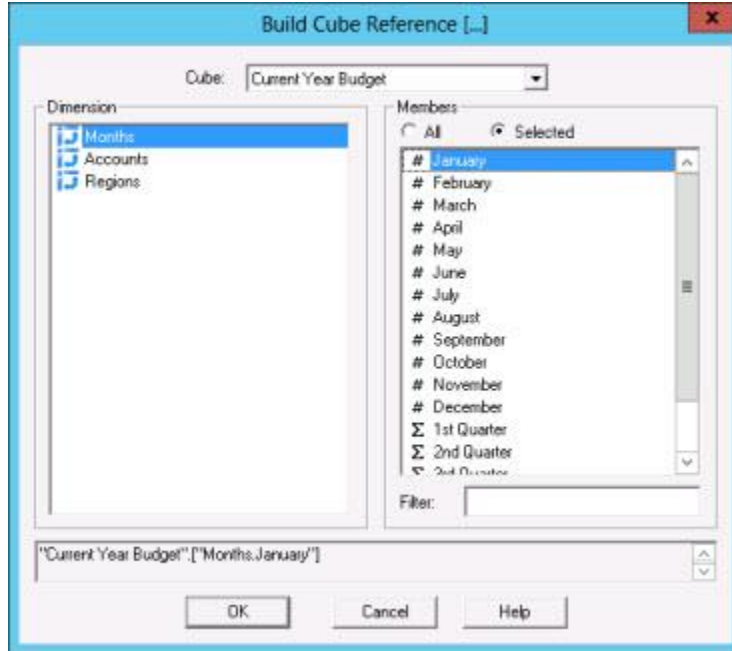 Build Cube Reference [...]
x
Cube: Current Year Budget
Dimension
Months
Accounts
Regions
Members
All Selected
# January
# February
# March
# April
# May
# June
# July
# August
# September
# October
# November
# December
Σ 1st Quarter
Σ 2nd Quarter
Σ 3rd Quarter
Filter:
"Current Year Budget".["Months.January"]
OK Cancel Help